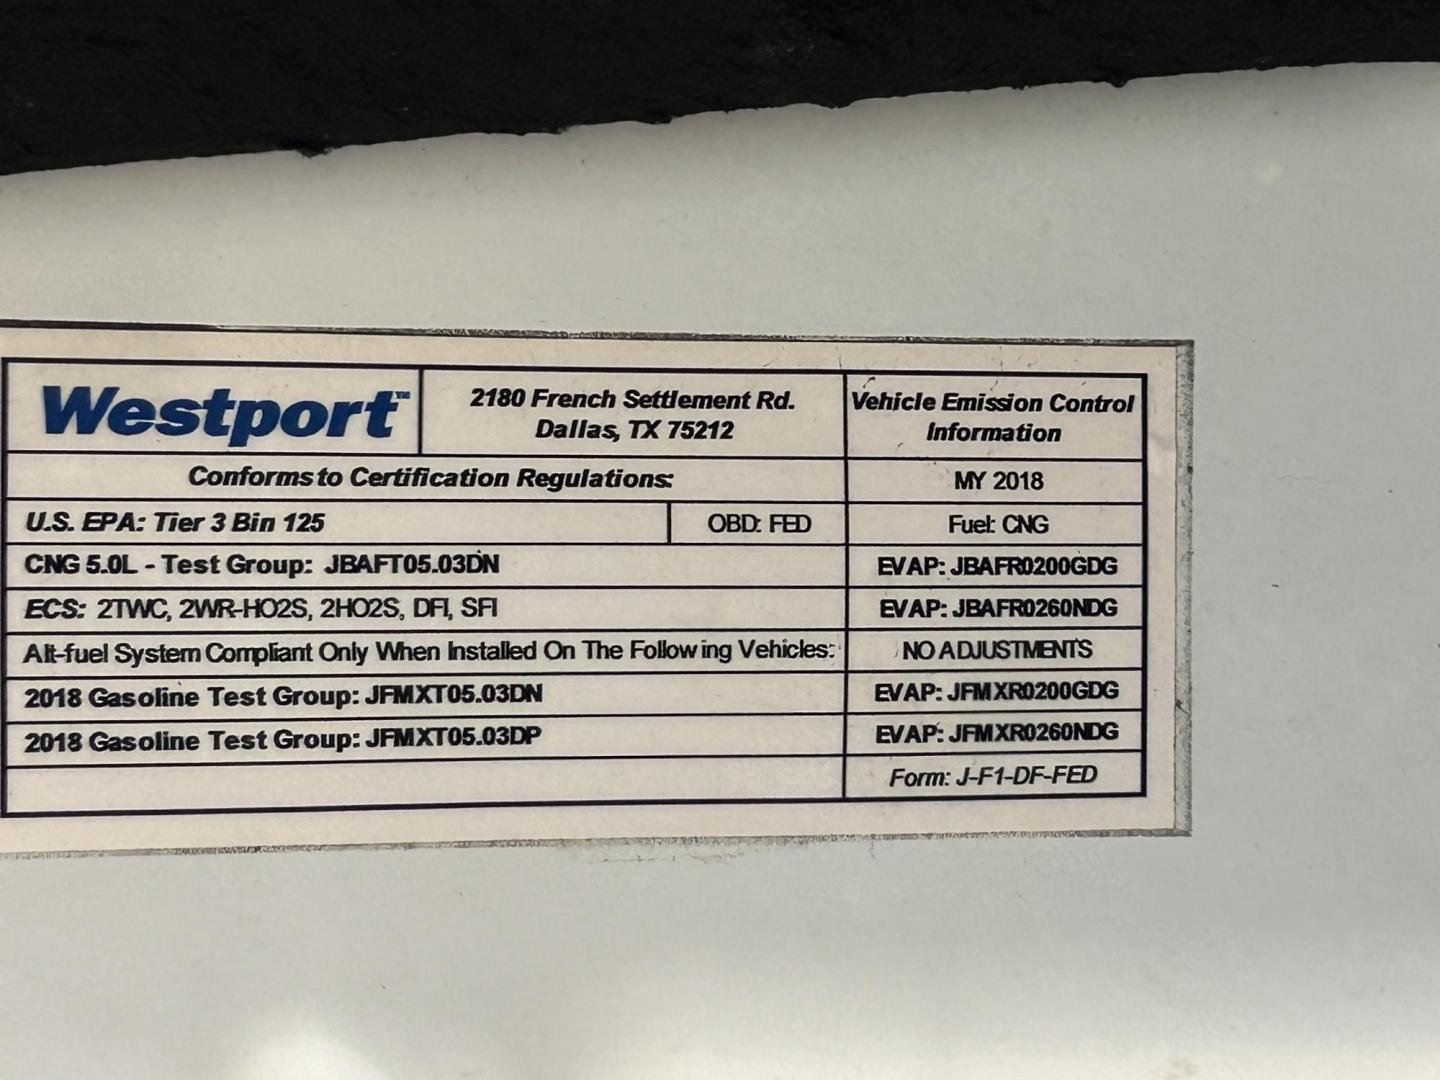 Westport™
2180 French Settlement Rd.
Dallas, TX 75212
Vehicle Emission Control
Information
Conforms to Certification Regulations:
MY 2018
U.S. EPA: Tier 3 Bin 125
OBD: FED
Fuel: CNG
CNG 5.0L - Test Group: JBAFT05.03DN
EVAP: JBAFR0200GDG
ECS: 2TWC, 2WR-HO2S, 2HO2S, DFI, SFI
EVAP: JBAFR0260NDG
Alt-fuel System Compliant Only When Installed On The Following Vehicles:
NO ADJUSTMENTS
2018 Gasoline Test Group: JFMXT05.03DN
EVAP: JFMXR0200GDG
2018 Gasoline Test Group: JFMXT05.03DP
EVAP: JFMXR0260NDG
Form: J-F1-DF-FED